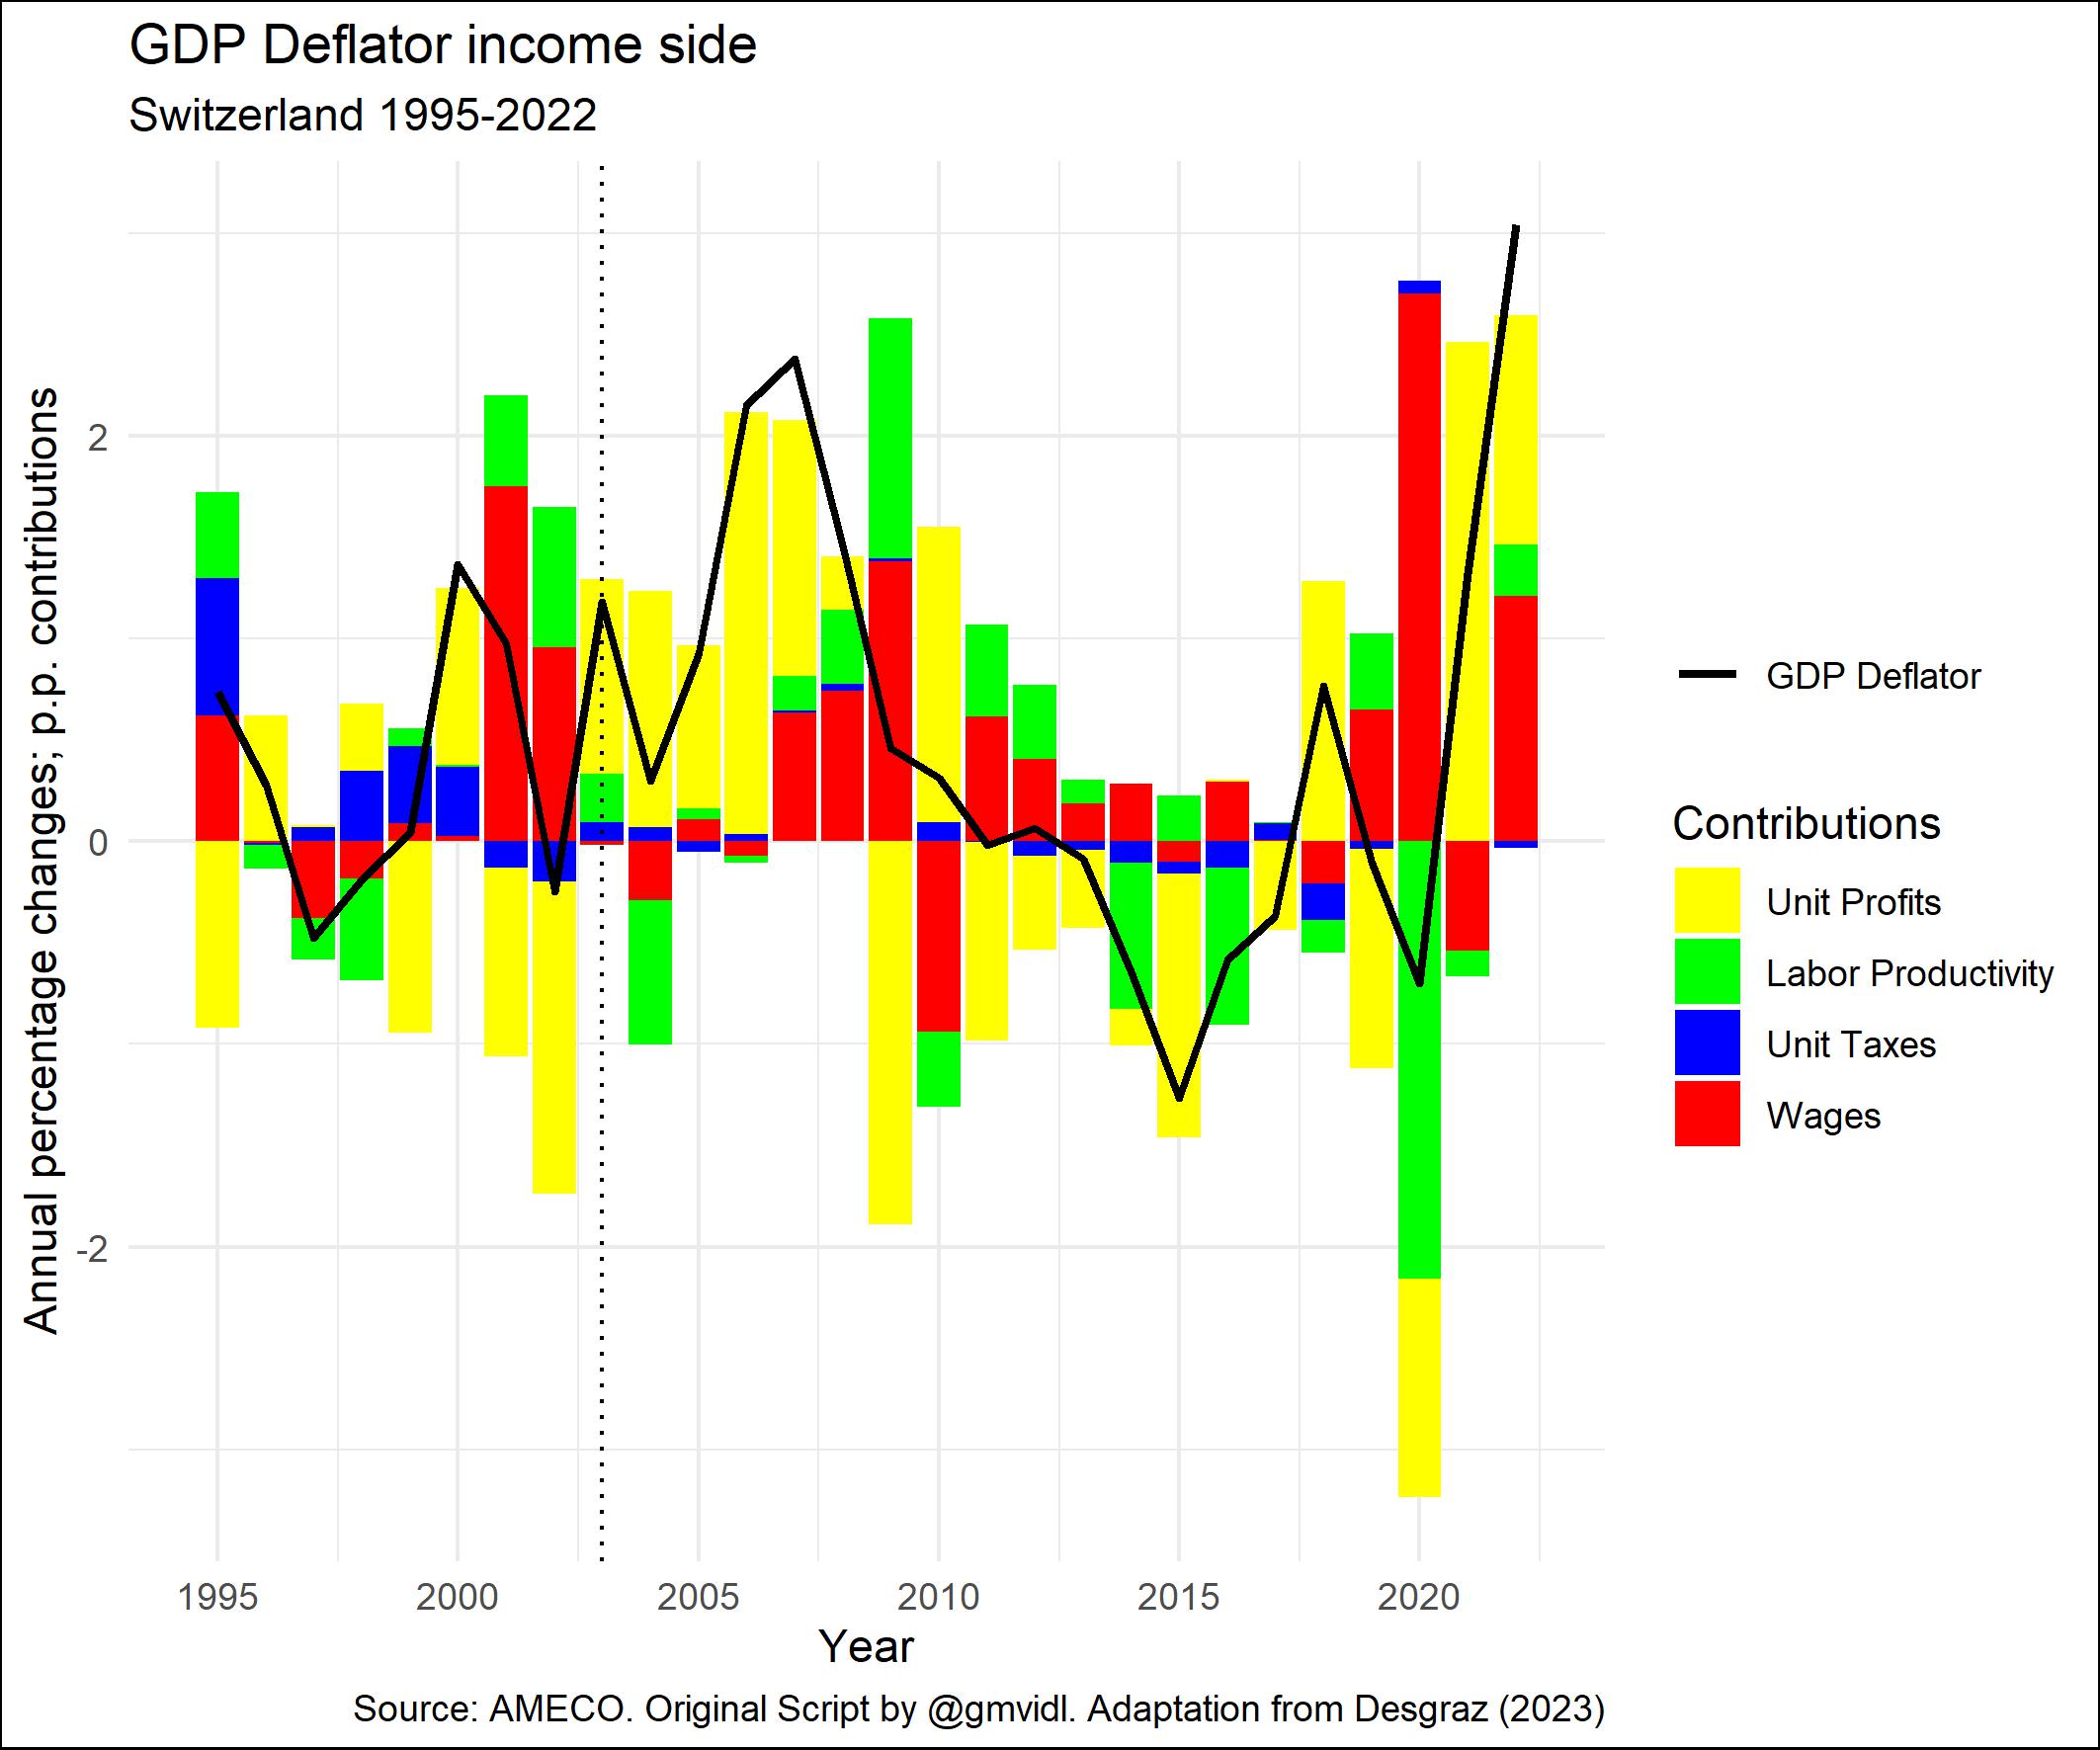 GDP Deflator income side
Switzerland 1995-2022
Annual percentage changes; p.p. contributions
2
0
-2
1995 2000 2005 2010 2015 2020
Year
GDP Deflator
Contributions
Unit Profits
Labor Productivity
Unit Taxes
Wages
Source: AMECO. Original Script by @gmvidl. Adaptation from Desgraz (2023)